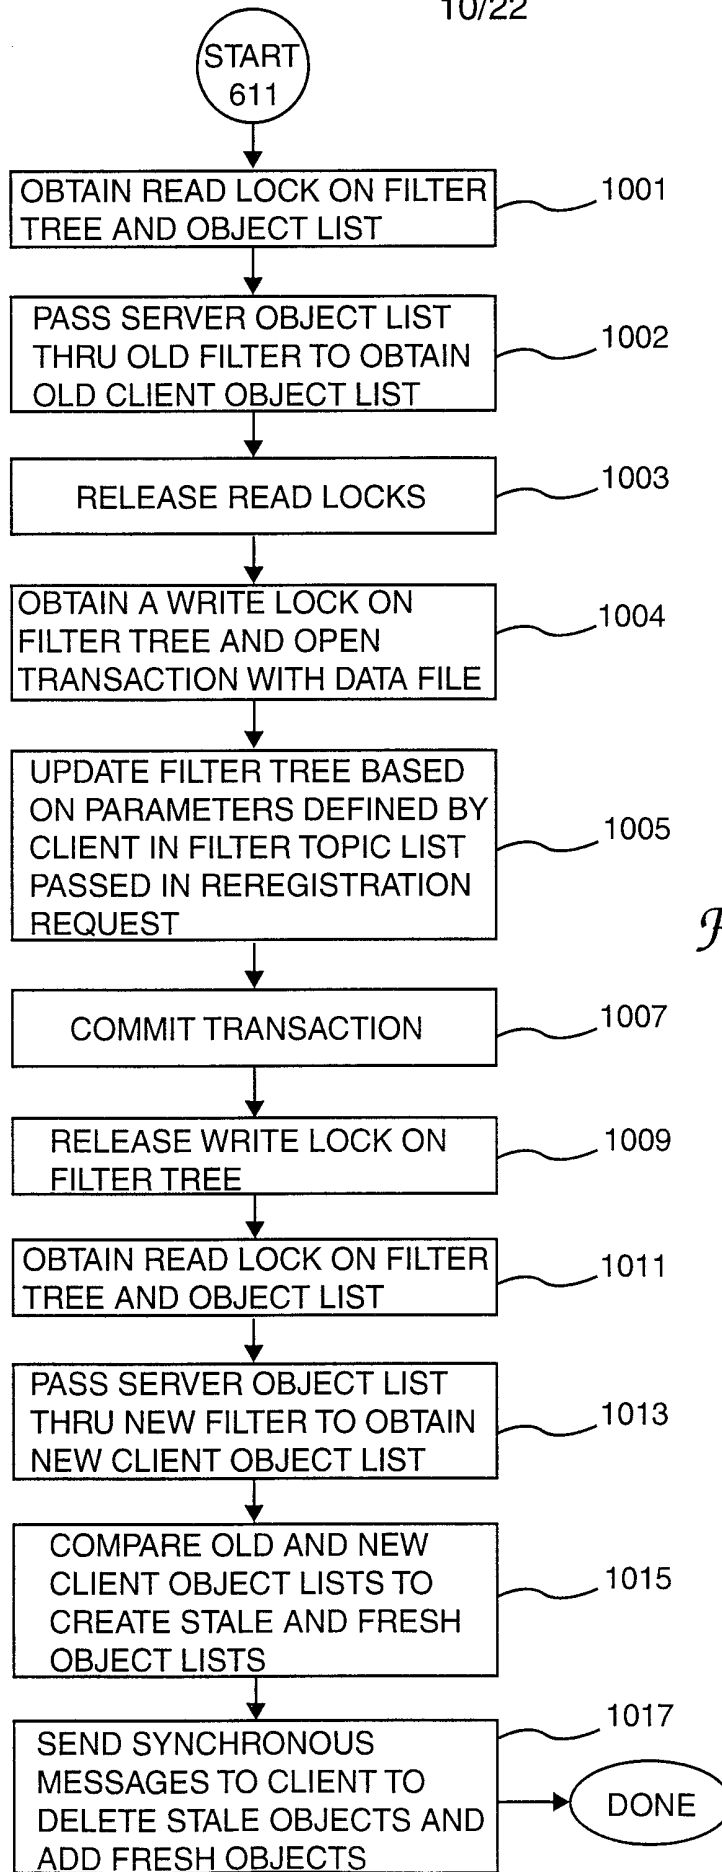 10/22
START
611
OBTAIN READ LOCK ON FILTER
TREE AND OBJECT LIST
1001
PASS SERVER OBJECT LIST
THRU OLD FILTER TO OBTAIN
OLD CLIENT OBJECT LIST
1002
RELEASE READ LOCKS
1003
OBTAIN A WRITE LOCK ON
FILTER TREE AND OPEN
TRANSACTION WITH DATA FILE
1004
UPDATE FILTER TREE BASED
ON PARAMETERS DEFINED BY
CLIENT IN FILTER TOPIC LIST
PASSED IN REREGISTRATION
REQUEST
1005
COMMIT TRANSACTION
1007
RELEASE WRITE LOCK ON
FILTER TREE
1009
OBTAIN READ LOCK ON FILTER
TREE AND OBJECT LIST
1011
PASS SERVER OBJECT LIST
THRU NEW FILTER TO OBTAIN
NEW CLIENT OBJECT LIST
1013
COMPARE OLD AND NEW
CLIENT OBJECT LISTS TO
CREATE STALE AND FRESH
OBJECT LISTS
1015
SEND SYNCHRONOUS
MESSAGES TO CLIENT TO
DELETE STALE OBJECTS AND
ADD FRESH OBJECTS
1017
DONE